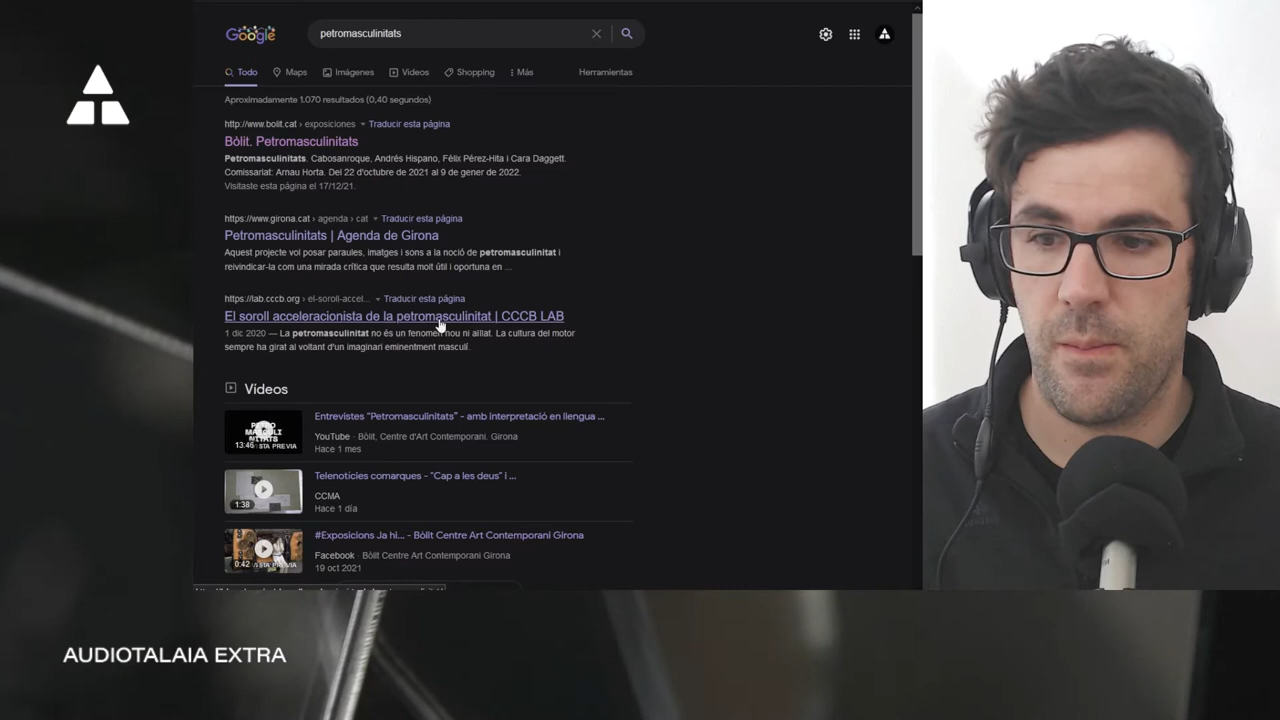 Google
petromasculinitats
Todo
Maps
Imágenes
Vídeos
Shopping
Más
Herramientas
Aproximadamente 1.070 resultados (0,40 segundos)
http://www.bolit.cat › exposiciones
Traducir esta página
Bòlit. Petromasculinitats
Petromasculinitats. Cabosanroque, Andrés Hispano, Fèlix Pérez-Hita i Cara Daggett.
Comissariat: Arnau Horta. Del 22 d'octubre de 2021 al 9 de gener de 2022.
Visitaste esta página el 17/12/21.
https://www.girona.cat › agenda › cat
Traducir esta página
Petromasculinitats | Agenda de Girona
Aquest projecte vol posar paraules, imatges i sons a la noció de petromasculinitat i
reivindicar-la com una mirada crítica que resulta molt útil i oportuna en ...
https://lab.cccb.org › el-soroll-accel...
Traducir esta página
El soroll acceleracionista de la petromasculinitat | CCCB LAB
1 dic 2020 — La petromasculinitat no és un fenomen nou ni aïllat. La cultura del motor
sempre ha girat al voltant d'un imaginari eminentment masculí.
Vídeos
13:46
STA PREVIA
Entrevistes "Petromasculinitats" - amb interpretació en llengua ...
YouTube · Bòlit, Centre d'Art Contemporani. Girona
Hace 1 mes
1:38
Telenotícies comarques - "Cap a les deus" i ...
CCMA
Hace 1 día
0:42
STA PREVIA
#Exposicions Ja hi... - Bòlit Centre Art Contemporani Girona
Facebook · Bòlit Centre Art Contemporani Girona
19 oct 2021
AUDIOTALAIA EXTRA